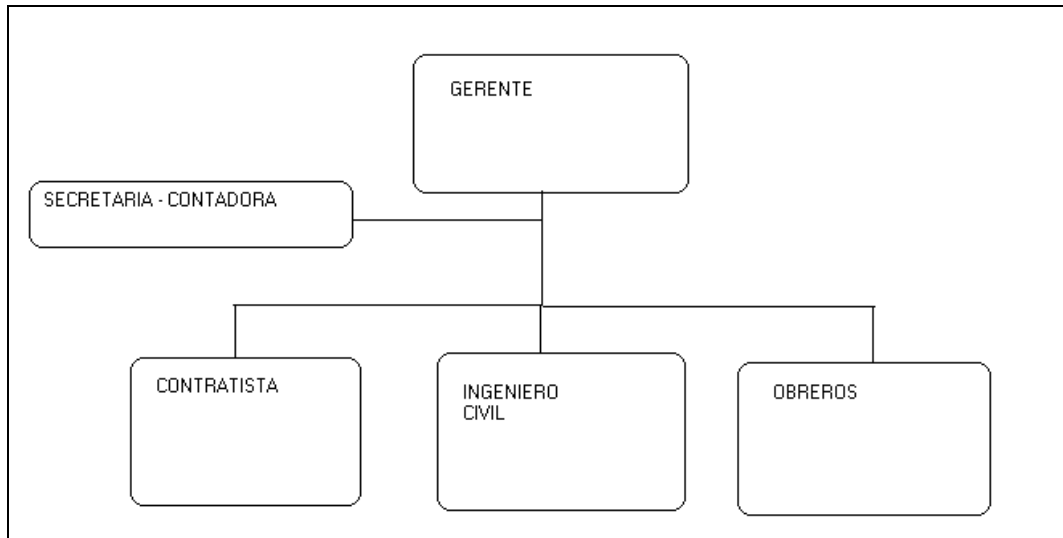 GERENTE
SECRETARIA - CONTADORA
CONTRATISTA
INGENIERO
CIVIL
OBREROS